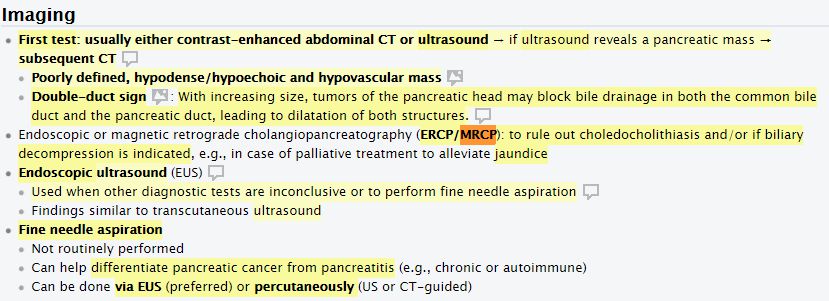 Imaging
First test: usually either contrast-enhanced abdominal CT or ultrasound → if ultrasound reveals a pancreatic mass →
subsequent CT
Poorly defined, hypodense/hypoechoic and hypovascular mass
Double-duct sign : With increasing size, tumors of the pancreatic head may block bile drainage in both the common bile
duct and the pancreatic duct, leading to dilatation of both structures.
Endoscopic or magnetic retrograde cholangiopancreatography (ERCP/MRCP): to rule out choledocholithiasis and/or if biliary
decompression is indicated, e.g., in case of palliative treatment to alleviate jaundice
Endoscopic ultrasound (EUS)
Used when other diagnostic tests are inconclusive or to perform fine needle aspiration
Findings similar to transcutaneous ultrasound
Fine needle aspiration
Not routinely performed
Can help differentiate pancreatic cancer from pancreatitis (e.g., chronic or autoimmune)
Can be done via EUS (preferred) or percutaneously (US or CT-guided)